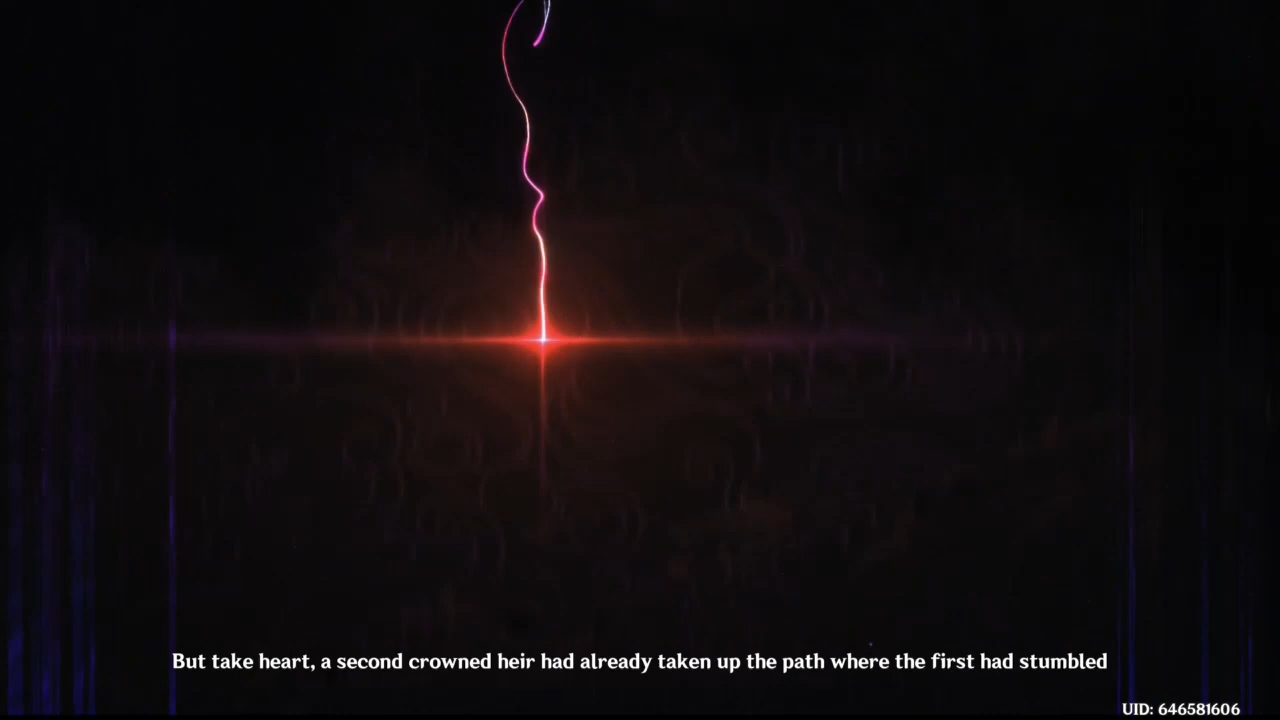 But take heart, a second crowned heir had already taken up the path where the first had stumbled
UID: 646581606